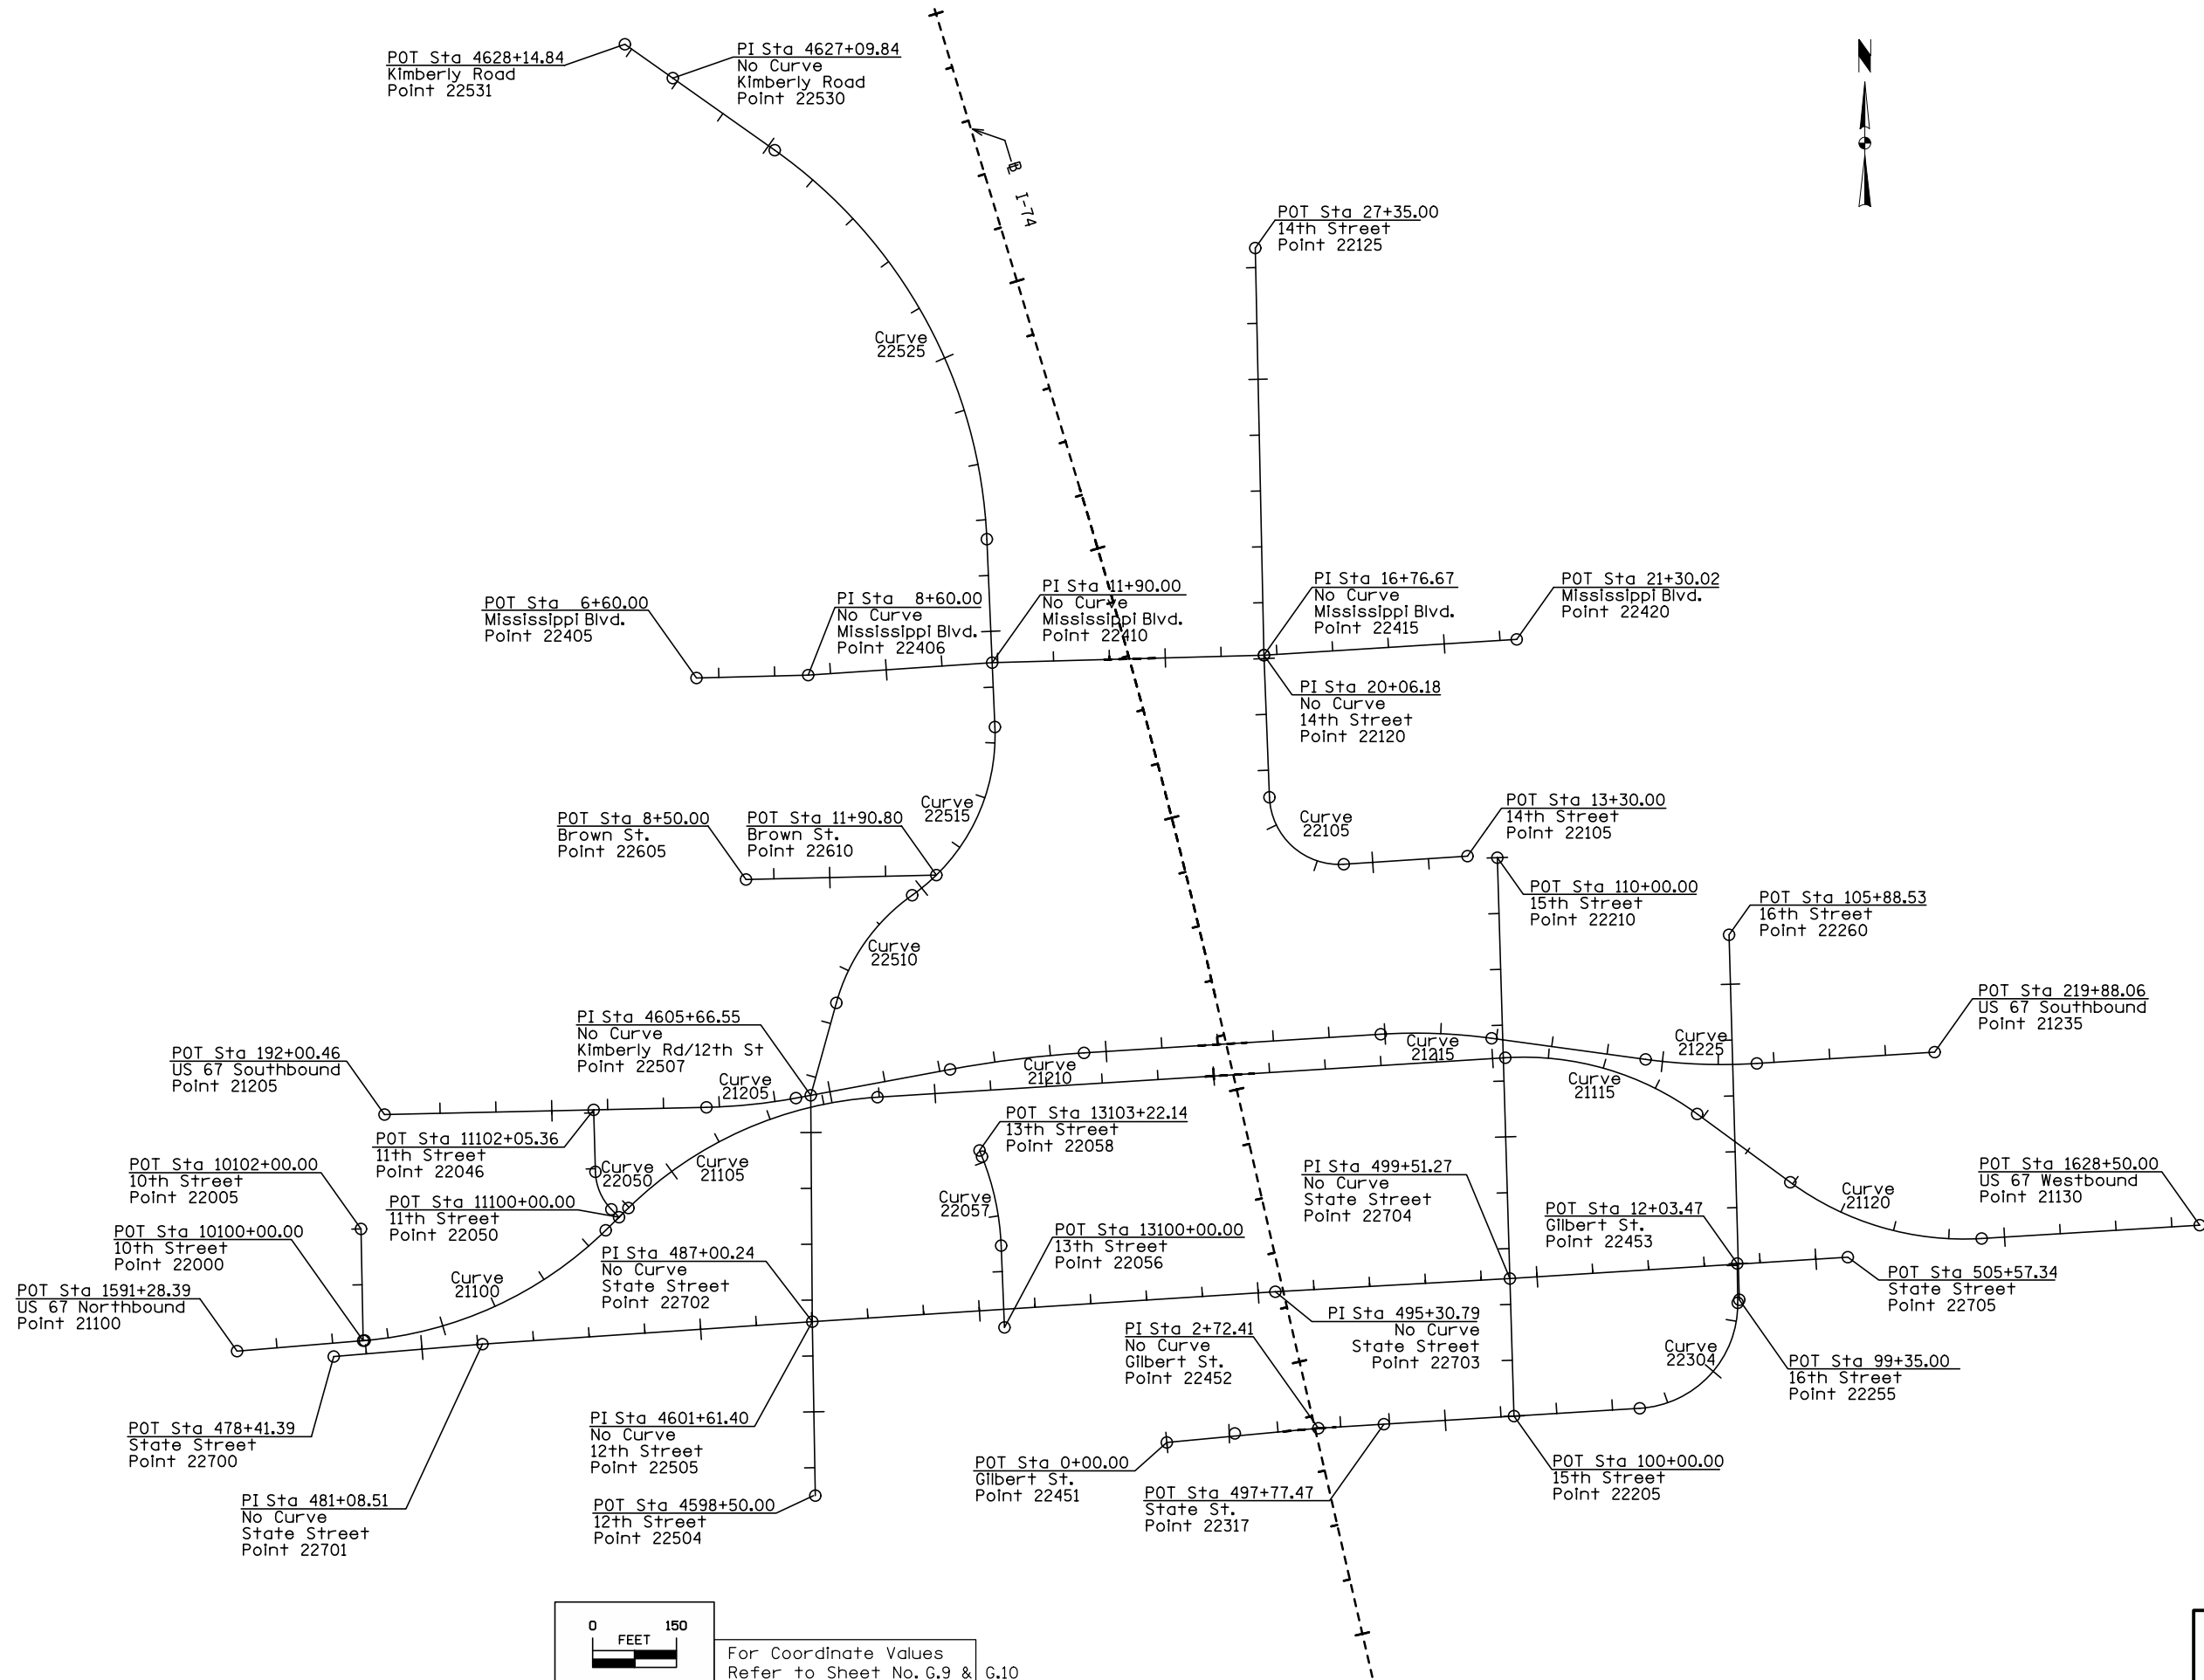 POT Sta 4628+14.84
Kimberly Road
Point 22531
PI Sta 4627+09.84
No Curve
Kimberly Road
Point 22530
N
B I-74
POT Sta 27+35.00
14th Street
Point 22125
Curve
22525
POT Sta 6+60.00
Mississippi Blvd.
Point 22405
PI Sta 8+60.00
No Curve
Mississippi Blvd.
Point 22406
PI Sta 11+90.00
No Curve
Mississippi Blvd.
Point 22410
PI Sta 16+76.67
No Curve
Mississippi Blvd.
Point 22415
POT Sta 21+30.02
Mississippi Blvd.
Point 22420
PI Sta 20+06.18
No Curve
14th Street
Point 22120
POT Sta 8+50.00
Brown St.
Point 22605
POT Sta 11+90.80
Brown St.
Point 22610
Curve
22515
Curve
22105
POT Sta 13+30.00
14th Street
Point 22105
POT Sta 110+00.00
15th Street
Point 22210
POT Sta 105+88.53
16th Street
Point 22260
Curve
22510
PI Sta 4605+66.55
No Curve
Kimberly Rd/12th St
Point 22507
POT Sta 219+88.06
US 67 Southbound
Point 21235
POT Sta 192+00.46
US 67 Southbound
Point 21205
Curve
21205
Curve
21210
Curve
21215
Curve
21225
Curve
21115
POT Sta 11102+05.36
11th Street
Point 22046
POT Sta 13103+22.14
13th Street
Point 22058
POT Sta 10102+00.00
10th Street
Point 22005
Curve
22050
Curve
21105
PI Sta 499+51.27
No Curve
State Street
Point 22704
POT Sta 1628+50.00
US 67 Westbound
Point 21130
Curve
21120
POT Sta 11100+00.00
11th Street
Point 22050
Curve
22057
POT Sta 12+03.47
Gilbert St.
Point 22453
POT Sta 10100+00.00
10th Street
Point 22000
POT Sta 13100+00.00
13th Street
Point 22056
PI Sta 487+00.24
No Curve
State Street
Point 22702
Curve
21100
POT Sta 1591+28.39
US 67 Northbound
Point 21100
POT Sta 505+57.34
State Street
Point 22705
PI Sta 495+30.79
No Curve
State Street
Point 22703
PI Sta 2+72.41
No Curve
Gilbert St.
Point 22452
Curve
22304
POT Sta 99+35.00
16th Street
Point 22255
POT Sta 478+41.39
State Street
Point 22700
PI Sta 4601+61.40
No Curve
12th Street
Point 22505
POT Sta 0+00.00
Gilbert St.
Point 22451
POT Sta 100+00.00
15th Street
Point 22205
PI Sta 481+08.51
No Curve
State Street
Point 22701
POT Sta 4598+50.00
12th Street
Point 22504
POT Sta 497+77.47
State St.
Point 22317
0 150
FEET
For Coordinate Values
Refer to Sheet No. G.9 & G.10